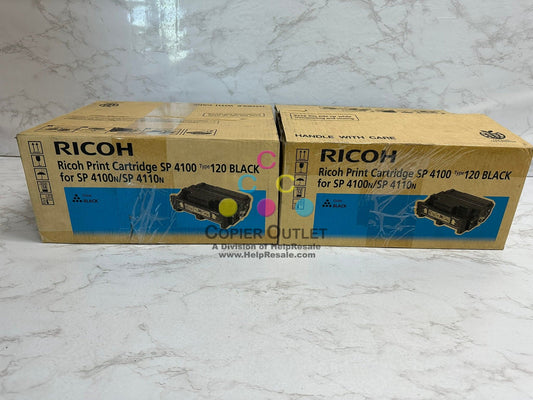 HANDLE WITH CARE
RICOH
Ricoh Print Cartridge SP 4100 Type 120 BLACK
for SP 4100N/SP 4110N
BLACK
RICOH
Ricoh Print Cartridge SP 4100 Type 120 BLACK
for SP 4100N/SP 4110N
BLACK
COPIER OUTLET
A Division of HelpResale
www.HelpResale.com